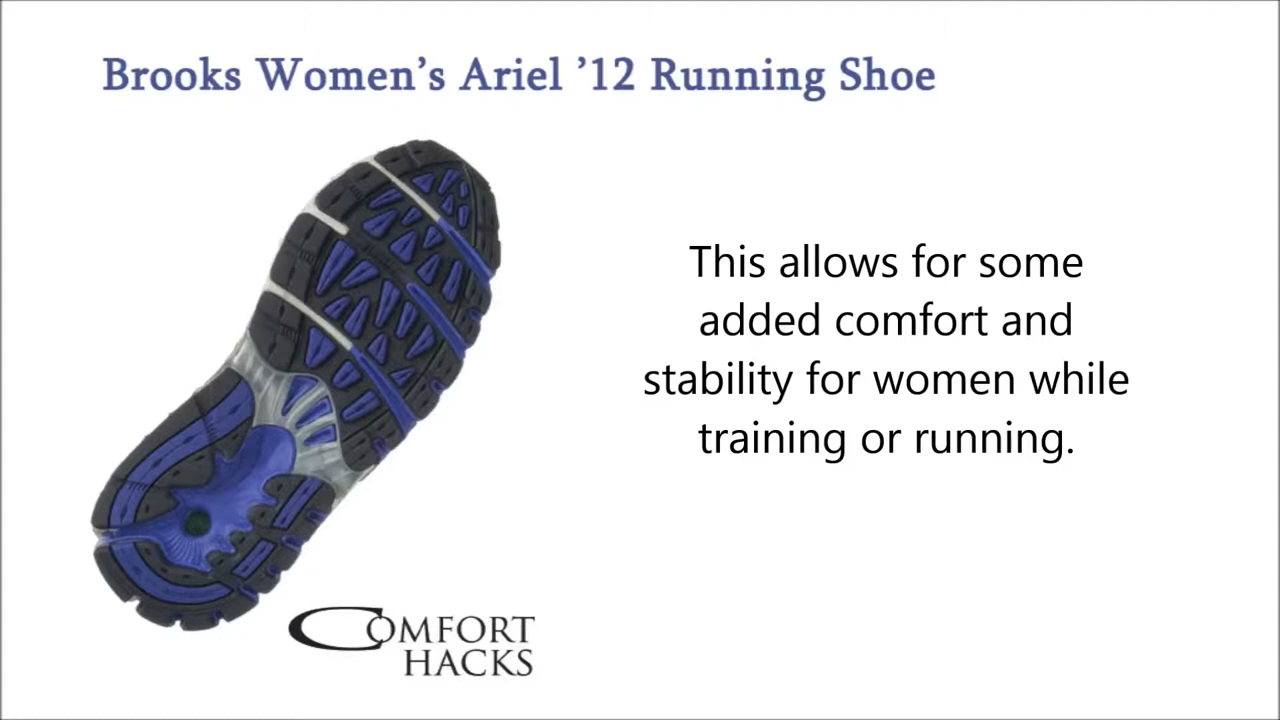 Brooks Women's Ariel ’12 Running Shoe
This allows for some
added comfort and
stability for women while
training or running.
COMFORT
HACKS